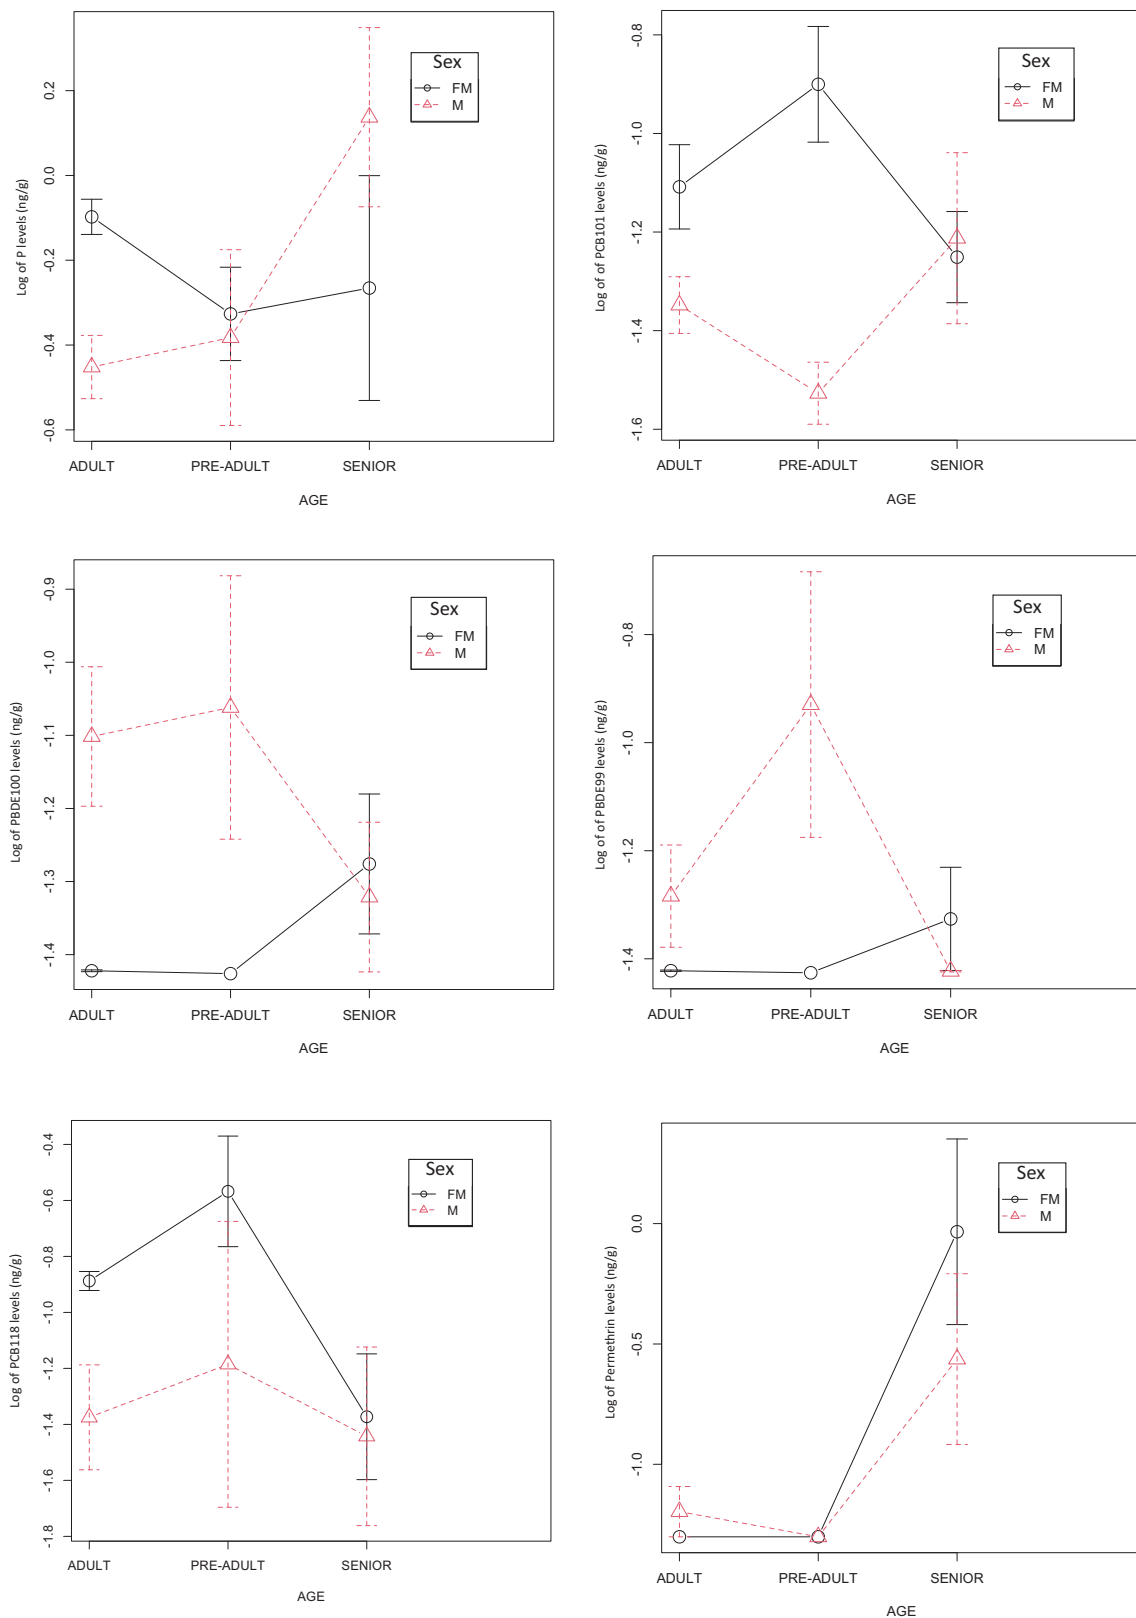 Log of P levels (ng/g)
0.2
0.0
-0.2
-0.4
-0.6
Sex
FM
M
ADULT PRE-ADULT SENIOR
AGE
Log of of PCB101 levels (ng/g)
-0.8
-1.0
-1.2
-1.4
-1.6
Sex
FM
M
ADULT PRE-ADULT SENIOR
AGE
Log of PBDE100 levels (ng/g)
-0.9
-1.0
-1.1
-1.2
-1.3
-1.4
Sex
FM
M
ADULT PRE-ADULT SENIOR
AGE
Log of of PBDE99 levels (ng/g)
-0.8
-1.0
-1.2
-1.4
Sex
FM
M
ADULT PRE-ADULT SENIOR
AGE
Log of PCB118 levels (ng/g)
-0.4
-0.6
-0.8
-1.0
-1.2
-1.4
-1.6
-1.8
Sex
FM
M
ADULT PRE-ADULT SENIOR
AGE
Log of Permethrin levels (ng/g)
0.0
-0.5
-1.0
Sex
FM
M
ADULT PRE-ADULT SENIOR
AGE